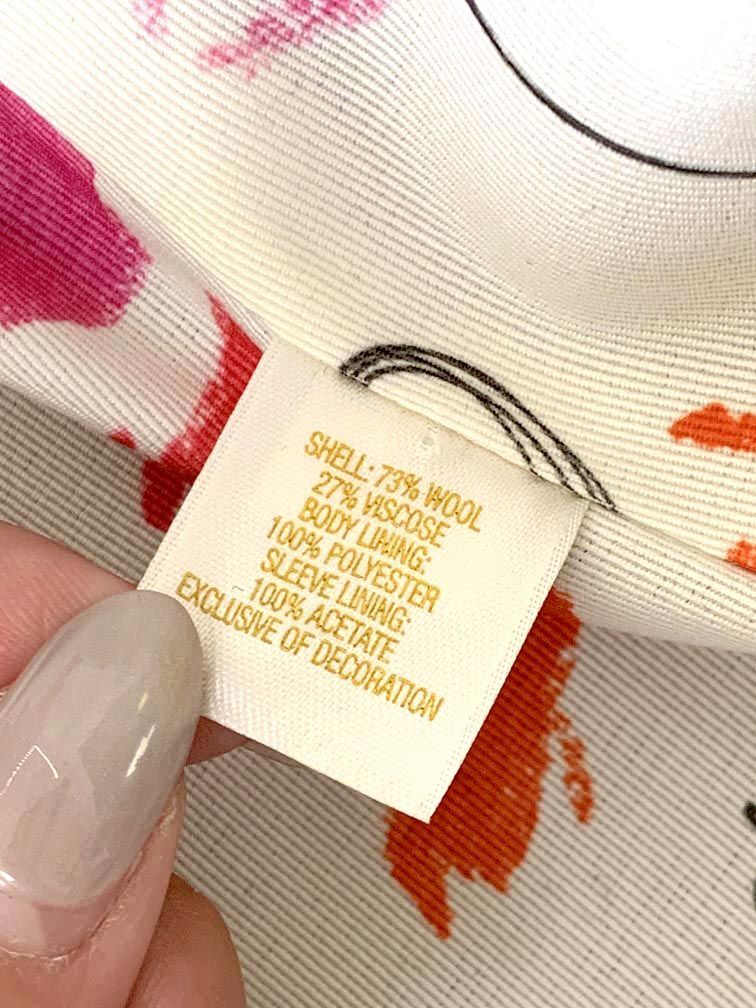 SHELL: 73% WOOL
27% VISCOSE
BODY LINING:
100% POLYESTER
SLEEVE LINING:
100% ACETATE
EXCLUSIVE OF DECORATION